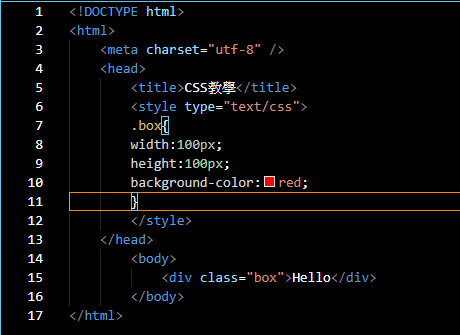 1 <!DOCTYPE html>
2 <html>
3 <meta charset="utf-8" />
4 <head>
5 <title>CSS教學</title>
6 <style type="text/css">
7 .box{
8 width:100px;
9 height:100px;
10 background-color:red;
11 }
12 </style>
13 </head>
14 <body>
15 <div class="box">Hello</div>
16 </body>
17 </html>